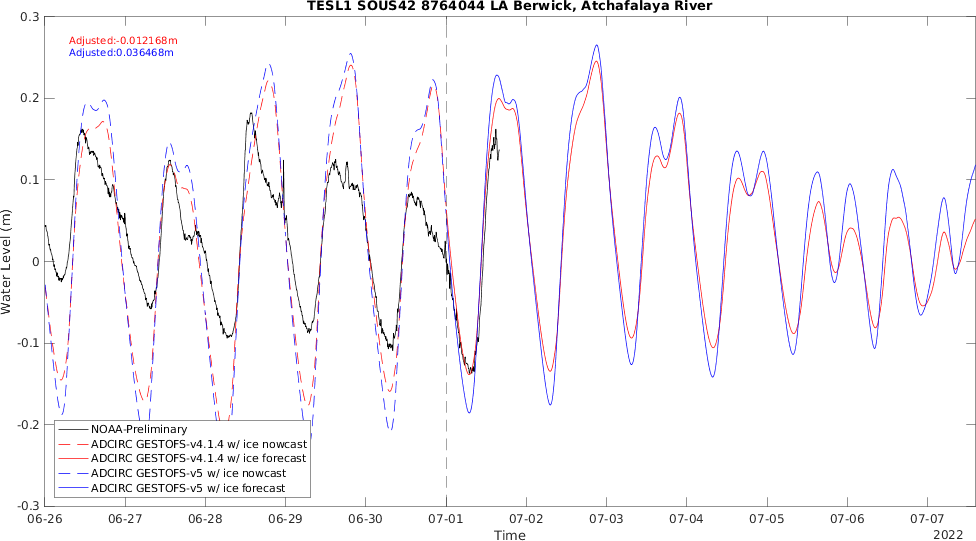 TESL1 SOUS42 8764044 LA Berwick, Atchafalaya River
Adjusted:-0.012168m
Adjusted:0.036468m
0.3
0.2
0.1
0
-0.1
-0.2
-0.3
Water Level (m)
NOAA-Preliminary
ADCIRC GESTOFS-v4.1.4 w/ ice nowcast
ADCIRC GESTOFS-v4.1.4 w/ ice forecast
ADCIRC GESTOFS-v5 w/ ice nowcast
ADCIRC GESTOFS-v5 w/ ice forecast
06-26 06-27 06-28 06-29 06-30 07-01 07-02 07-03 07-04 07-05 07-06 07-07
Time
2022